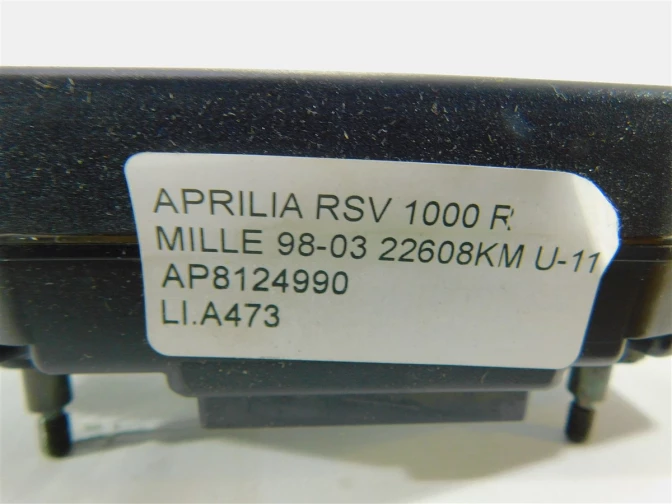 APRILIA RSV 1000 R
MILLE 98-03 22608KM U-11
AP8124990
LI.A473